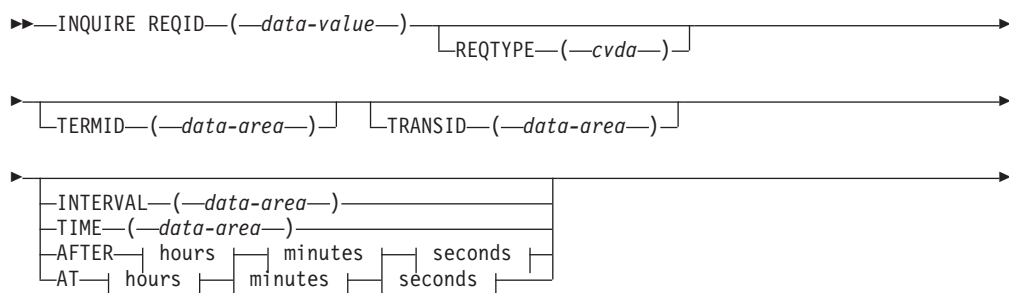 INQUIRE REQID ( data-value )
REQTYPE ( cvda )
TERMID ( data-area ) TRANSID ( data-area )
INTERVAL ( data-area )
TIME ( data-area )
AFTER hours minutes seconds
AT hours minutes seconds